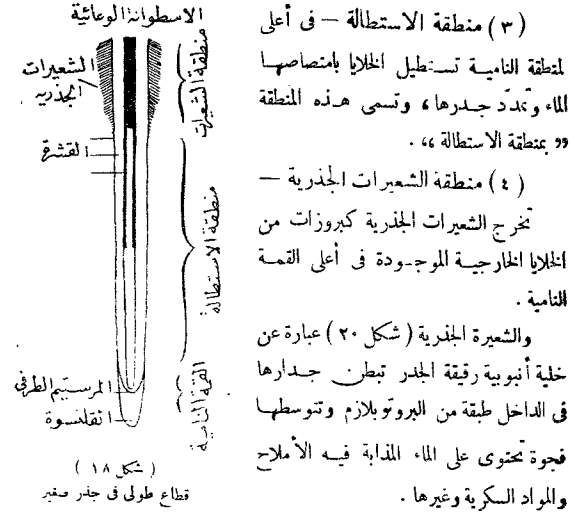 (٣) منطقة الاستطالة — فى أعلى
لمنطقة النامية تستطيل الخلايا بامتصاصها
الماء وتمدّد جدرها، وتسمى هذه المنطقة
”بمنطقة الاستطالة“.
(٤) منطقة الشعيرات الجذرية —
تخرج الشعيرات الجذرية كبروزات من
الخلايا الخارجية الموجودة فى أعلى القمة
النامية.
والشعيرة الجذرية (شكل ٢٠) عبارة عن
خلية أنبوبية رقيقة الجدر تبطن جدارها
فى الداخل طبقة من البروتوبلازم وتتوسطها
فجوة تحتوى على الماء المذابة فيه الأملاح
والمواد السكرية وغيرها.
الاسطوانة الوعائية
الشعيرات
الجذريه
القشرة
المرستيم الطرفى
القلنسوة
منطقة الشعيرات
منطقة الاستطالة
القمة النامية
(شكل ١٨)
قطاع طولى فى جذر صغير